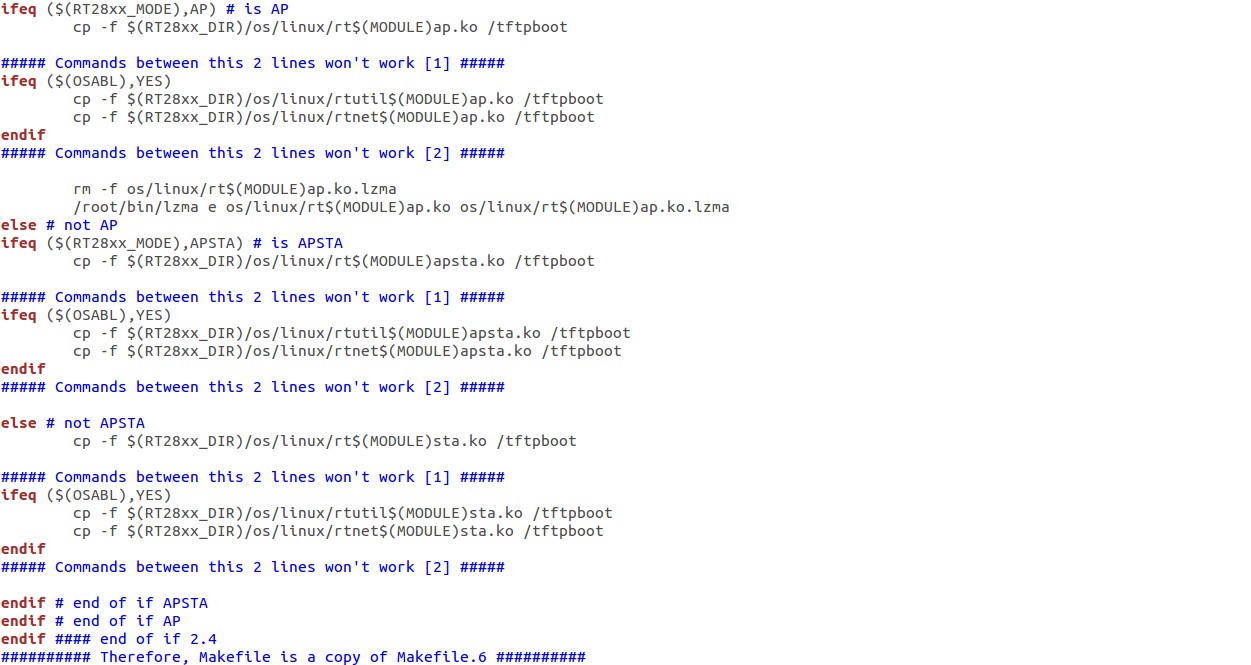 ifeq ($(RT28xx_MODE),AP) # is AP
        cp -f $(RT28xx_DIR)/os/linux/rt$(MODULE)ap.ko /tftpboot

##### Commands between this 2 lines won't work [1] #####
ifeq ($(OSABL),YES)
        cp -f $(RT28xx_DIR)/os/linux/rtutil$(MODULE)ap.ko /tftpboot
        cp -f $(RT28xx_DIR)/os/linux/rtnet$(MODULE)ap.ko /tftpboot
endif
##### Commands between this 2 lines won't work [2] #####

        rm -f os/linux/rt$(MODULE)ap.ko.lzma
        /root/bin/lzma e os/linux/rt$(MODULE)ap.ko os/linux/rt$(MODULE)ap.ko.lzma
else # not AP
ifeq ($(RT28xx_MODE),APSTA) # is APSTA
        cp -f $(RT28xx_DIR)/os/linux/rt$(MODULE)apsta.ko /tftpboot

##### Commands between this 2 lines won't work [1] #####
ifeq ($(OSABL),YES)
        cp -f $(RT28xx_DIR)/os/linux/rtutil$(MODULE)apsta.ko /tftpboot
        cp -f $(RT28xx_DIR)/os/linux/rtnet$(MODULE)apsta.ko /tftpboot
endif
##### Commands between this 2 lines won't work [2] #####

else # not APSTA
        cp -f $(RT28xx_DIR)/os/linux/rt$(MODULE)sta.ko /tftpboot

##### Commands between this 2 lines won't work [1] #####
ifeq ($(OSABL),YES)
        cp -f $(RT28xx_DIR)/os/linux/rtutil$(MODULE)sta.ko /tftpboot
        cp -f $(RT28xx_DIR)/os/linux/rtnet$(MODULE)sta.ko /tftpboot
endif
##### Commands between this 2 lines won't work [2] #####

endif # end of if APSTA
endif # end of if AP
endif #### end of if 2.4
########## Therefore, Makefile is a copy of Makefile.6 ##########